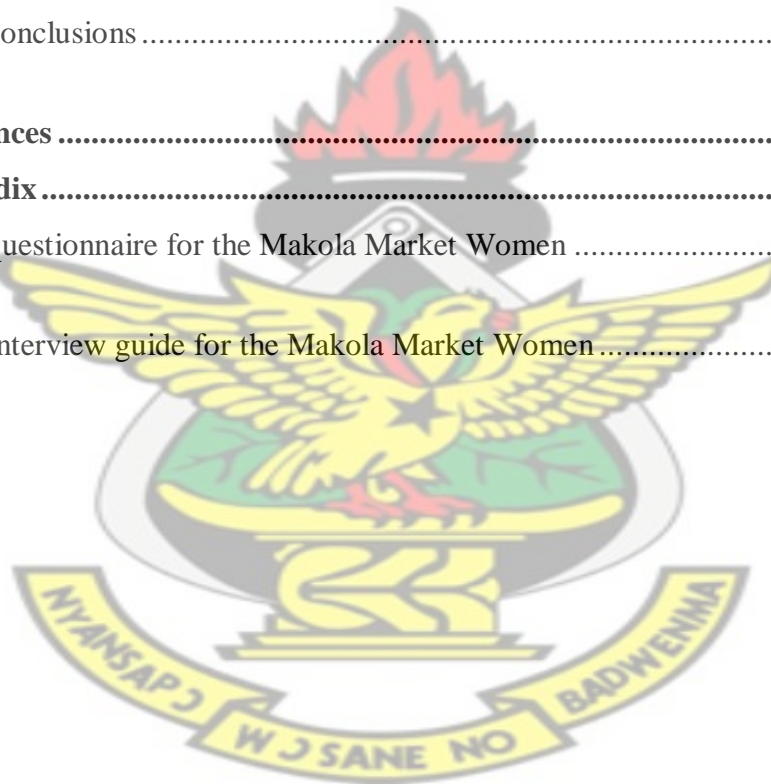 onclusions ................................................................................
nces ................................................................................
dix ................................................................................
uestionnaire for the Makola Market Women .........................
nterview guide for the Makola Market Women ......................
NYANSAPƆ WƆSANE NO BADWENMA